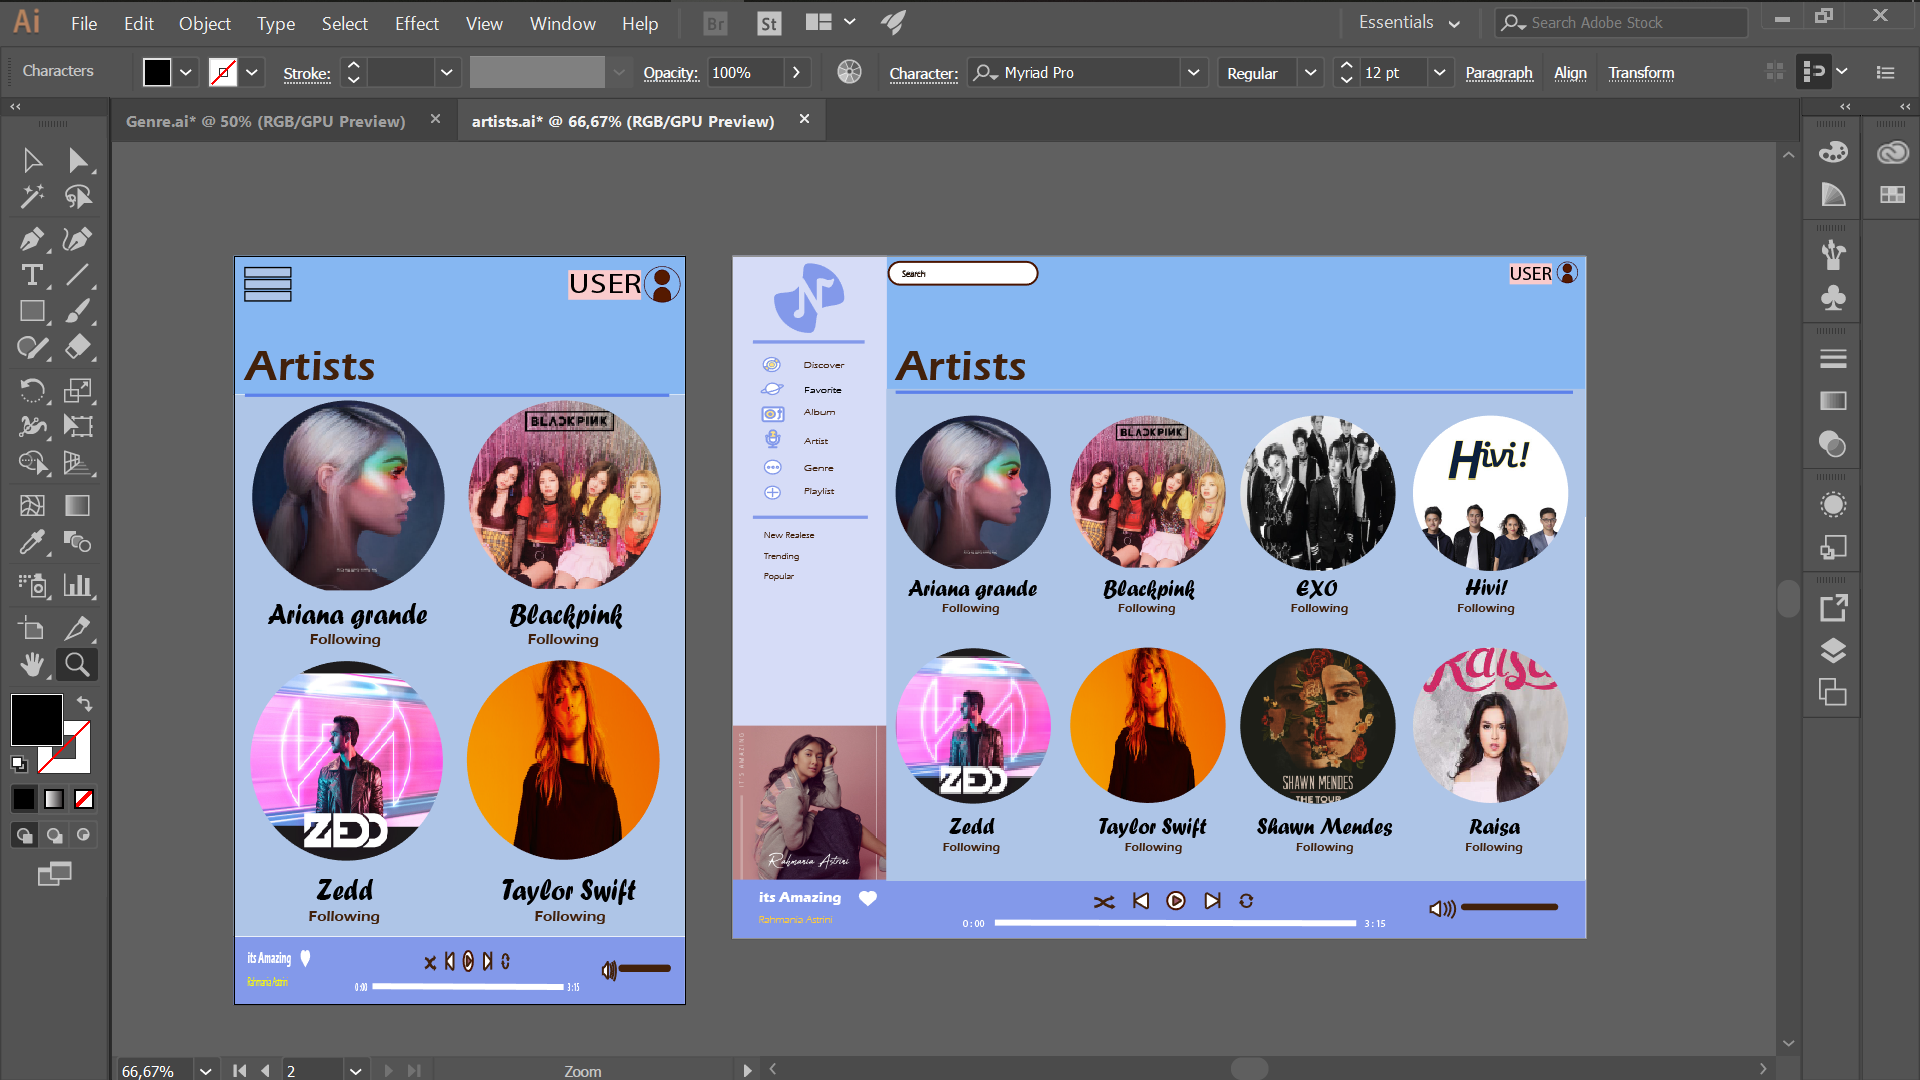 Ai File Edit Object Type Select Effect View Window Help Br St Essentials Search Adobe Stock
Characters Stroke: Opacity: 100% Character: Myriad Pro Regular 12 pt Paragraph Align Transform
Genre.ai* @ 50% (RGB/GPU Preview) artists.ai* @ 66,67% (RGB/GPU Preview)
USER
Artists
BLACKPINK
Ariana grande
Following
Blackpink
Following
ZEDD
Zedd
Following
Taylor Swift
Following
its Amazing
Rahmania Astrini
0:00
3:15
Search
USER
Discover
Favorite
Album
Artist
Genre
Playlist
New Realese
Trending
Popular
IT'S AMAZING
Rahmania Astrini
Artists
BLACKPINK
Hivi!
Ariana grande
Following
Blackpink
Following
EXO
Following
Hivi!
Following
ZEDD
SHAWN MENDES
THE TOUR
Raisa
Zedd
Following
Taylor Swift
Following
Shawn Mendes
Following
Raisa
Following
its Amazing
Rahmania Astrini
0:00
3:15
66,67% 2 Zoom